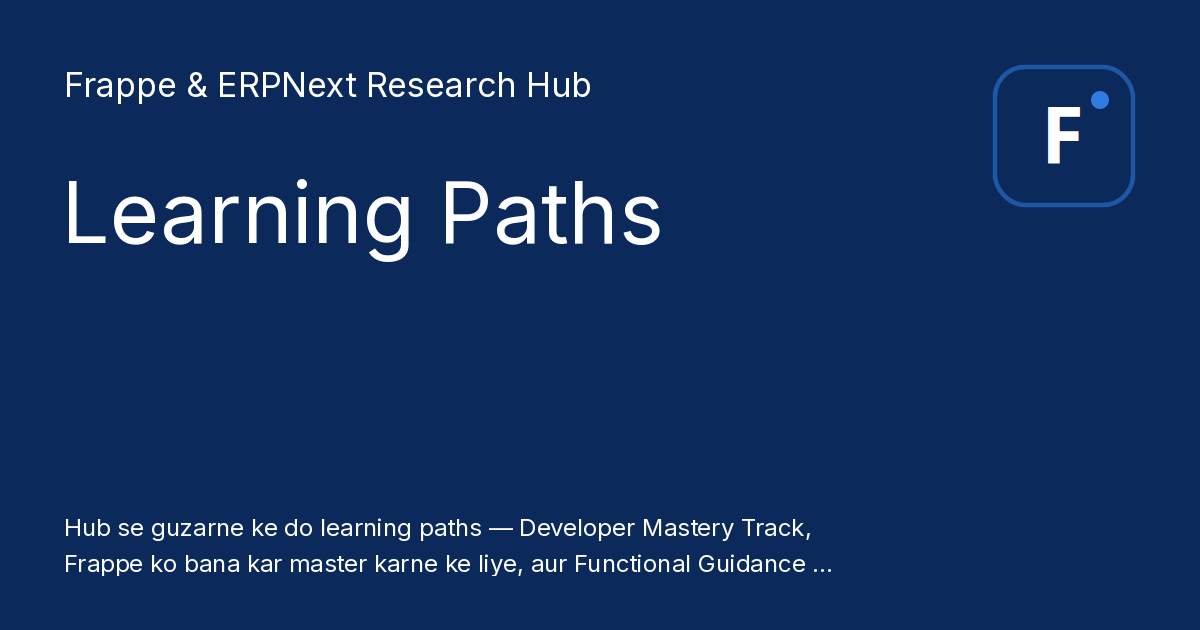 Frappe & ERPNext Research Hub
F
Learning Paths
Hub se guzarne ke do learning paths — Developer Mastery Track,
Frappe ko bana kar master karne ke liye, aur Functional Guidance ...